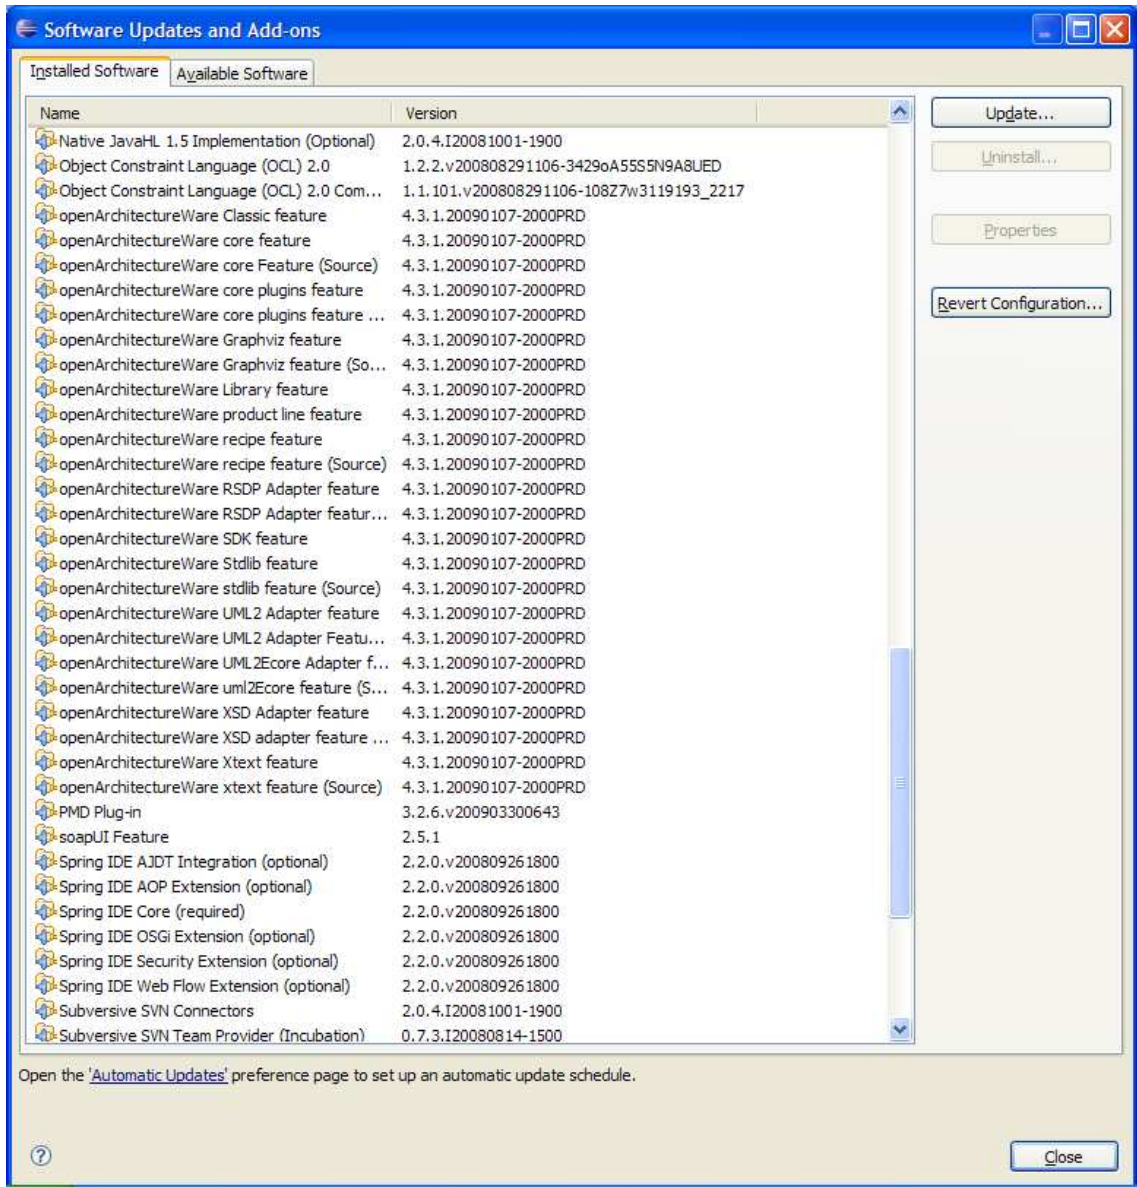 Software Updates and Add-ons
Installed Software Available Software
Name Version
Native JavaHL 1.5 Implementation (Optional) 2.0.4.I20081001-1900
Object Constraint Language (OCL) 2.0 1.2.2.v200808291106-3429oA55S5N9A8UED
Object Constraint Language (OCL) 2.0 Com... 1.1.101.v200808291106-108Z7w3119193_2217
openArchitectureWare Classic feature 4.3.1.20090107-2000PRD
openArchitectureWare core feature 4.3.1.20090107-2000PRD
openArchitectureWare core Feature (Source) 4.3.1.20090107-2000PRD
openArchitectureWare core plugins feature 4.3.1.20090107-2000PRD
openArchitectureWare core plugins feature ... 4.3.1.20090107-2000PRD
openArchitectureWare Graphviz feature 4.3.1.20090107-2000PRD
openArchitectureWare Graphviz feature (So... 4.3.1.20090107-2000PRD
openArchitectureWare Library feature 4.3.1.20090107-2000PRD
openArchitectureWare product line feature 4.3.1.20090107-2000PRD
openArchitectureWare recipe feature 4.3.1.20090107-2000PRD
openArchitectureWare recipe feature (Source) 4.3.1.20090107-2000PRD
openArchitectureWare RSDP Adapter feature 4.3.1.20090107-2000PRD
openArchitectureWare RSDP Adapter featur... 4.3.1.20090107-2000PRD
openArchitectureWare SDK feature 4.3.1.20090107-2000PRD
openArchitectureWare Stdlib feature 4.3.1.20090107-2000PRD
openArchitectureWare stdlib feature (Source) 4.3.1.20090107-2000PRD
openArchitectureWare UML2 Adapter feature 4.3.1.20090107-2000PRD
openArchitectureWare UML2 Adapter Featu... 4.3.1.20090107-2000PRD
openArchitectureWare UML2Ecore Adapter f... 4.3.1.20090107-2000PRD
openArchitectureWare uml2Ecore feature (S... 4.3.1.20090107-2000PRD
openArchitectureWare XSD Adapter feature 4.3.1.20090107-2000PRD
openArchitectureWare XSD adapter feature ... 4.3.1.20090107-2000PRD
openArchitectureWare Xtext feature 4.3.1.20090107-2000PRD
openArchitectureWare xtext feature (Source) 4.3.1.20090107-2000PRD
PMD Plug-in 3.2.6.v200903300643
soapUI Feature 2.5.1
Spring IDE AJDT Integration (optional) 2.2.0.v200809261800
Spring IDE AOP Extension (optional) 2.2.0.v200809261800
Spring IDE Core (required) 2.2.0.v200809261800
Spring IDE OSGi Extension (optional) 2.2.0.v200809261800
Spring IDE Security Extension (optional) 2.2.0.v200809261800
Spring IDE Web Flow Extension (optional) 2.2.0.v200809261800
Subversive SVN Connectors 2.0.4.I20081001-1900
Subversive SVN Team Provider (Incubation) 0.7.3.I20080814-1500
Update...
Uninstall...
Properties
Revert Configuration...
Open the 'Automatic Updates' preference page to set up an automatic update schedule.
?
Close